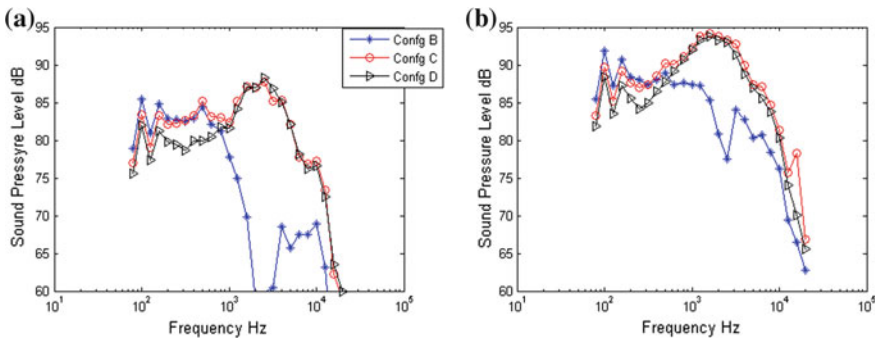 (a)
95
90
85
80
75
70
65
60
Sound Pressyre Level dB
10^1
10^2
10^3
10^4
10^5
Frequency Hz
Confg B
Confg C
Confg D
(b)
95
90
85
80
75
70
65
60
Sound Pressure Level dB
10^1
10^2
10^3
10^4
10^5
Frequency Hz